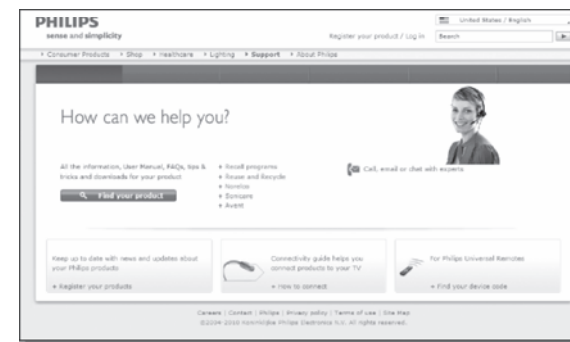 PHILIPS
sense and simplicity
United States / English
Register your product / Log in
Search
Consumer Products
Shop
Healthcare
Lighting
Support
About Philips
How can we help you?
All the information, User Manual, FAQs, tips &
tricks and downloads for your product
Find your product
Recall programs
Reuse and Recycle
Norelco
Sonicare
Avent
Call, email or chat with experts
Keep up to date with news and updates about
your Philips products
Register your products
Connectivity guide helps you
connect products to your TV
How to connect
For Philips Universal Remotes
Find your device code
Careers | Contact | Philips | Privacy policy | Terms of use | Site Map
©2004-2010 Koninklijke Philips Electronics N.V. All rights reserved.